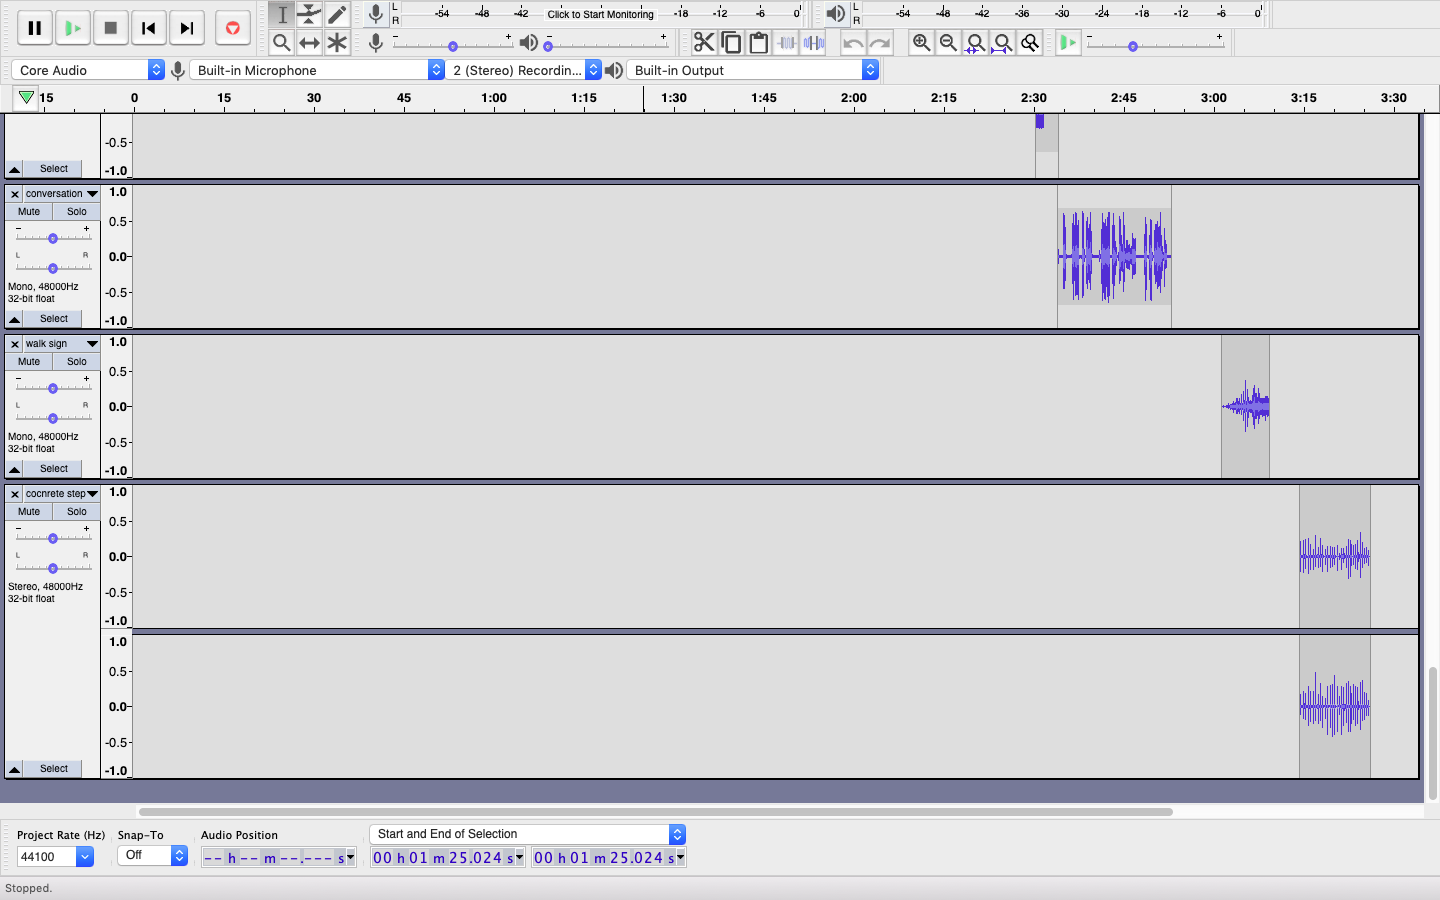 L
R
-54 -48 -42 Click to Start Monitoring -18 -12 -6 0
L
R
-54 -48 -42 -36 -30 -24 -18 -12 -6 0
- + - +
- +
Core Audio Built-in Microphone 2 (Stereo) Recordin... Built-in Output
15 0 15 30 45 1:00 1:15 1:30 1:45 2:00 2:15 2:30 2:45 3:00 3:15 3:30
-0.5
Select -1.0
× conversation 1.0
Mute Solo
- + 0.5
L R 0.0
Mono, 48000Hz -0.5
32-bit float
Select -1.0
× walk sign 1.0
Mute Solo
- + 0.5
L R 0.0
Mono, 48000Hz -0.5
32-bit float
Select -1.0
× cocnrete step 1.0
Mute Solo
- + 0.5
L R 0.0
Stereo, 48000Hz -0.5
32-bit float
-1.0
1.0
0.5
0.0
-0.5
Select -1.0
Project Rate (Hz) Snap-To Audio Position Start and End of Selection
44100 Off -- h -- m --.--- s 00 h 01 m 25.024 s 00 h 01 m 25.024 s
Stopped.